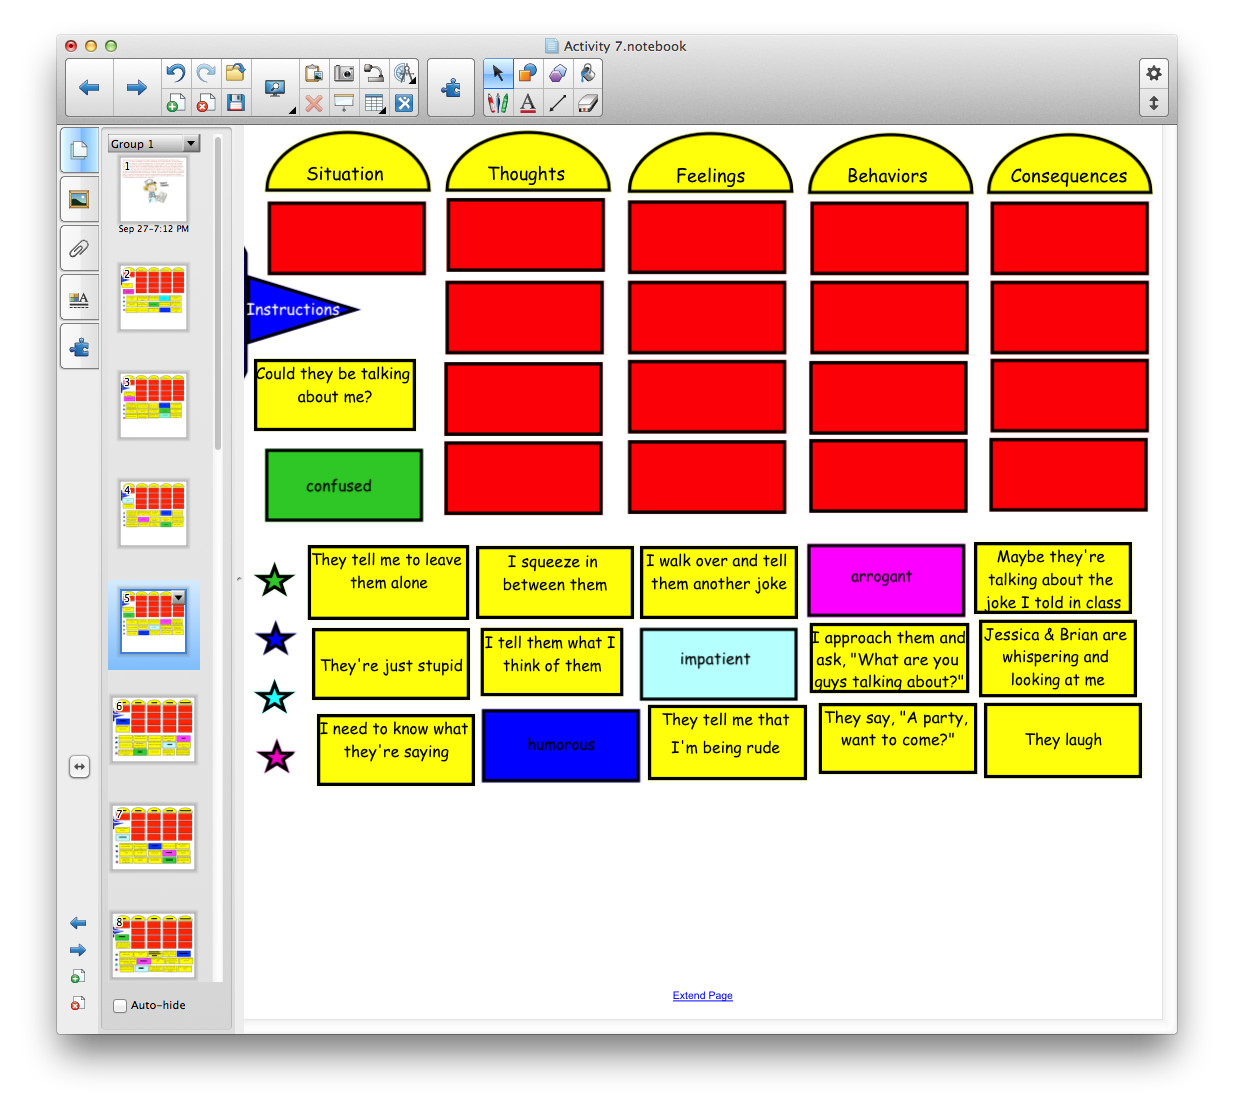 Activity 7.notebook
Group 1
1
Sep 27-7:12 PM
2
3
4
5
6
7
8
Auto-hide
Situation
Thoughts
Feelings
Behaviors
Consequences
Instructions
Could they be talking
about me?
confused
They tell me to leave
them alone
I squeeze in
between them
I walk over and tell
them another joke
arrogant
Maybe they're
talking about the
joke I told in class
They're just stupid
I tell them what I
think of them
impatient
I approach them and
ask, "What are you
guys talking about?"
Jessica & Brian are
whispering and
looking at me
I need to know what
they're saying
humorous
They tell me that
I'm being rude
They say, "A party,
want to come?"
They laugh
Extend Page